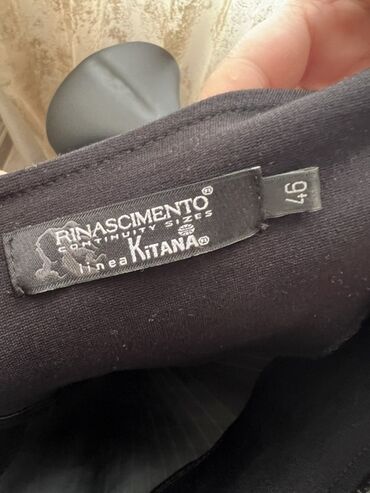 RINASCIMENTO
CONTINUITY SIZES
linea KiTANA®
46